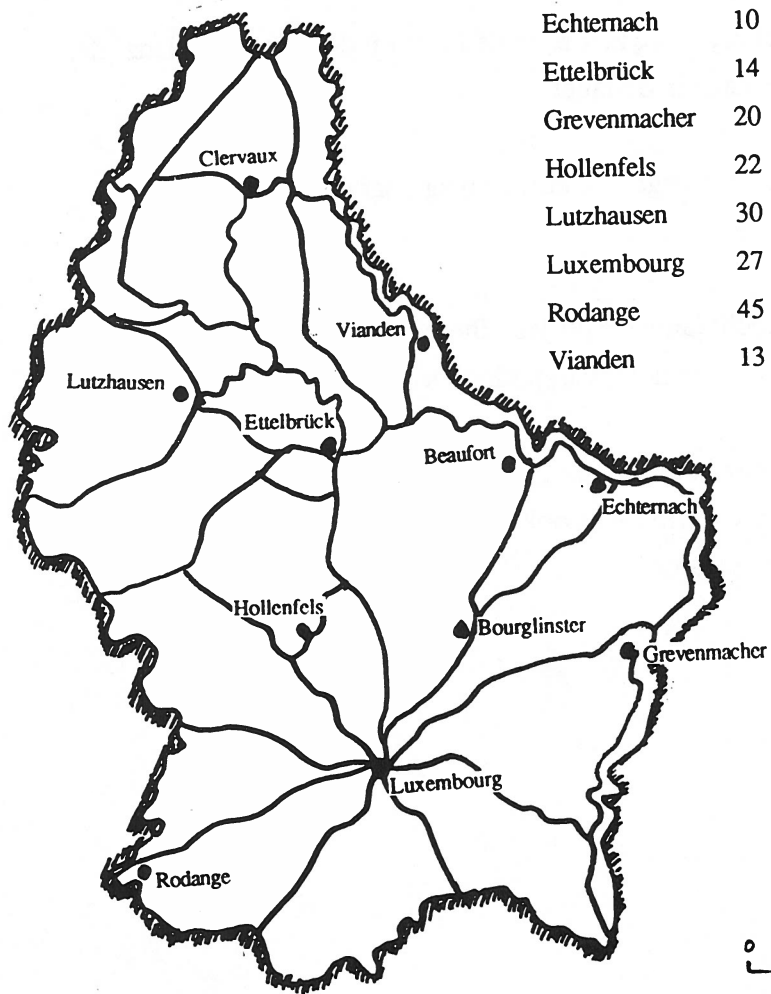 Echternach 10
Ettelbrück 14
Grevenmacher 20
Hollenfels 22
Lutzhausen 30
Luxembourg 27
Rodange 45
Vianden 13
Clervaux
Vianden
Lutzhausen
Ettelbrück
Beaufort
Echternach
Hollenfels
Bourglinster
Grevenmacher
Luxembourg
Rodange
0